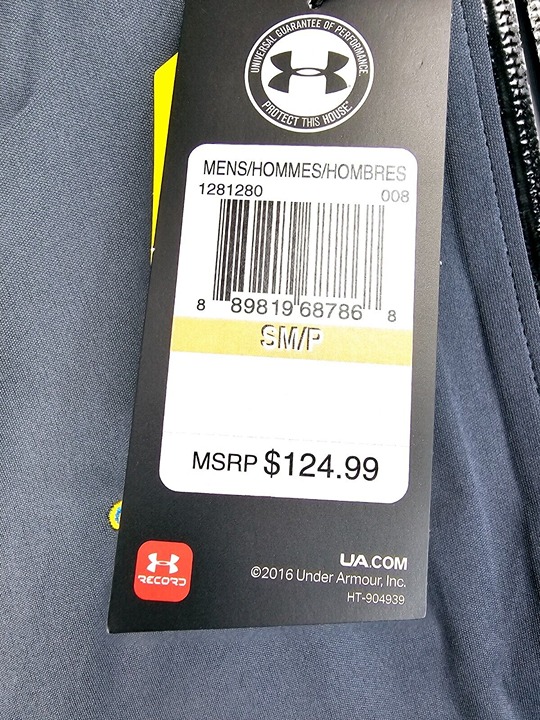 UNIVERSAL GUARANTEE OF PERFORMANCE.
PROTECT THIS HOUSE.
MENS/HOMMES/HOMBRES
1281280 008
8 89819 68786 8
SM/P
MSRP $124.99
RECORD
UA.COM
©2016 Under Armour, Inc.
HT-904939